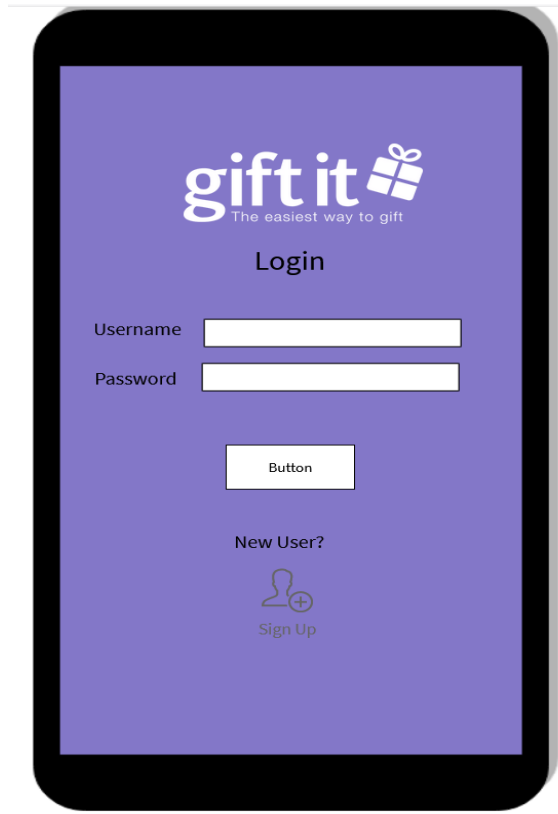 gift it
The easiest way to gift
Login
Username
Password
Button
New User?
Sign Up